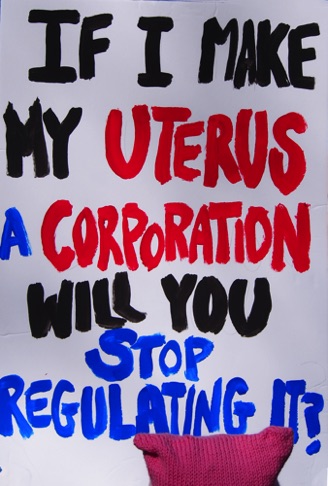 IF I MAKE
MY UTERUS
A CORPORATION
WILL YOU
STOP
REGULATING IT?